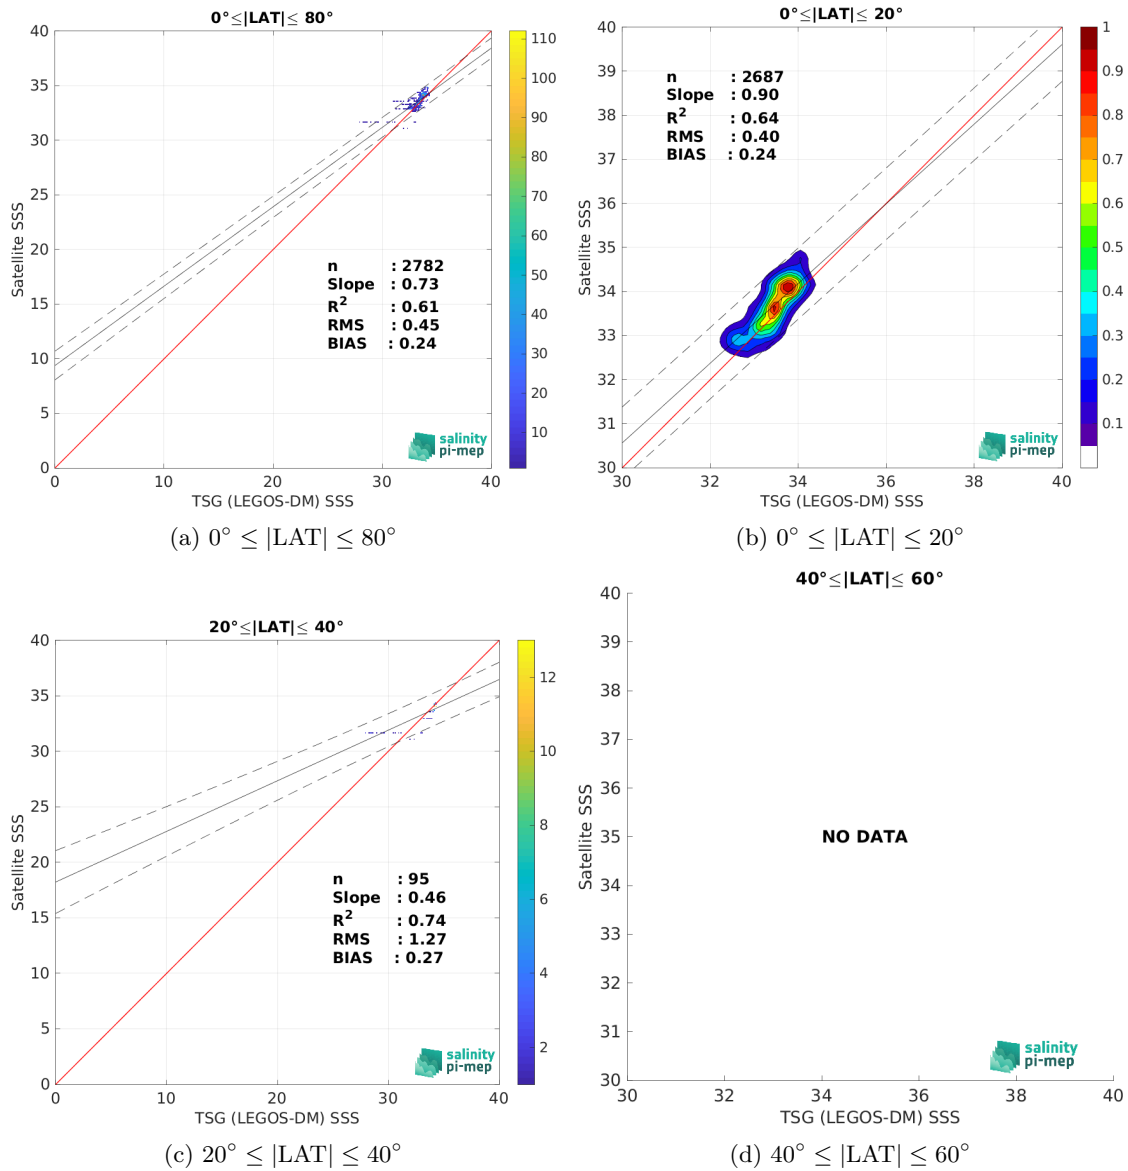 0°≤|LAT|≤ 80°
40
35
30
25
20
15
10
5
0
Satellite SSS
0
10
20
30
40
TSG (LEGOS-DM) SSS
n : 2782
Slope : 0.73
R² : 0.61
RMS : 0.45
BIAS : 0.24
salinity
pi-mep
110
100
90
80
70
60
50
40
30
20
10
(a) 0° ≤ |LAT| ≤ 80°
0°≤|LAT|≤ 20°
40
39
38
37
36
35
34
33
32
31
30
Satellite SSS
30
32
34
36
38
40
TSG (LEGOS-DM) SSS
n : 2687
Slope : 0.90
R² : 0.64
RMS : 0.40
BIAS : 0.24
salinity
pi-mep
1
0.9
0.8
0.7
0.6
0.5
0.4
0.3
0.2
0.1
(b) 0° ≤ |LAT| ≤ 20°
20°≤|LAT|≤ 40°
40
35
30
25
20
15
10
5
0
Satellite SSS
0
10
20
30
40
TSG (LEGOS-DM) SSS
n : 95
Slope : 0.46
R² : 0.74
RMS : 1.27
BIAS : 0.27
salinity
pi-mep
12
10
8
6
4
2
(c) 20° ≤ |LAT| ≤ 40°
40°≤|LAT|≤ 60°
40
39
38
37
36
35
34
33
32
31
30
Satellite SSS
NO DATA
salinity
pi-mep
30
32
34
36
38
40
TSG (LEGOS-DM) SSS
(d) 40° ≤ |LAT| ≤ 60°